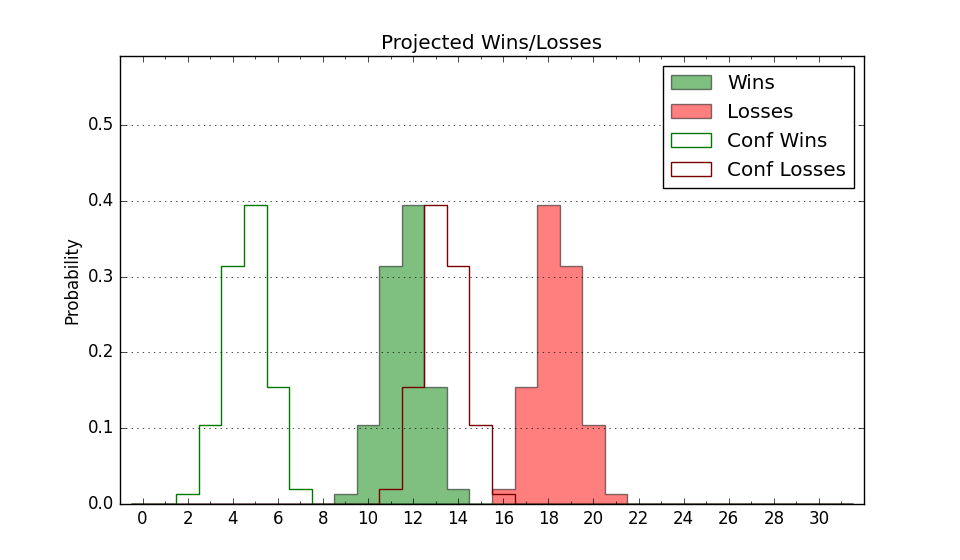 Projected Wins/Losses
Wins
Losses
Conf Wins
Conf Losses
Probability
0.5
0.4
0.3
0.2
0.1
0.0
0 2 4 6 8 10 12 14 16 18 20 22 24 26 28 30